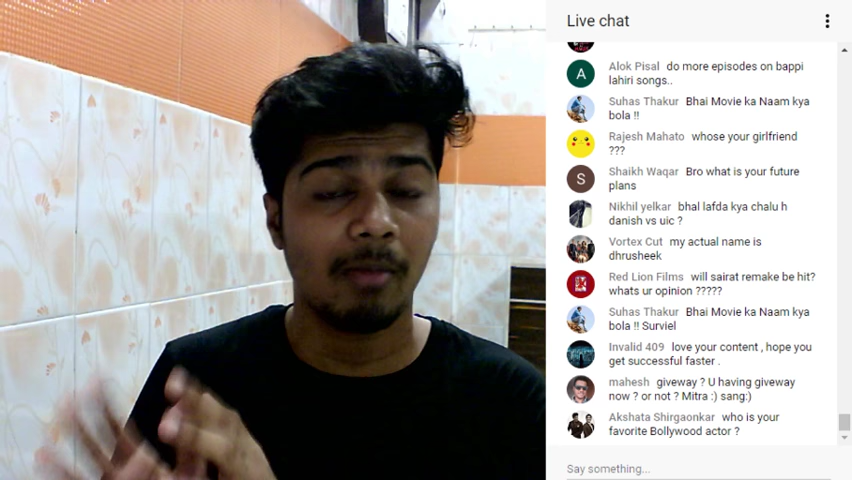 Live chat
A Alok Pisal do more episodes on bappi
lahiri songs..
Suhas Thakur Bhai Movie ka Naam kya
bola !!
Rajesh Mahato whose your girlfriend
???
S Shaikh Waqar Bro what is your future
plans
Nikhil yelkar bhal lafda kya chalu h
danish vs uic ?
Vortex Cut my actual name is
dhrusheek
Red Lion Films will sairat remake be hit?
whats ur opinion ?????
Suhas Thakur Bhai Movie ka Naam kya
bola !! Surviel
Invalid 409 love your content , hope you
get successful faster .
mahesh giveway ? U having giveway
now ? or not ? Mitra :) sang:)
Akshata Shirgaonkar who is your
favorite Bollywood actor ?
Say something...